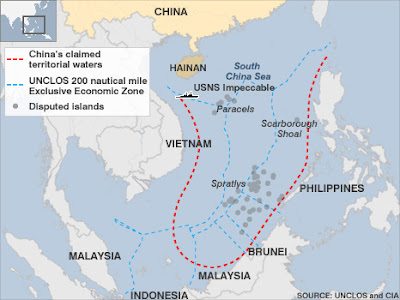 China's claimed
territorial waters
UNCLOS 200 nautical mile
Exclusive Economic Zone
Disputed islands
CHINA
HAINAN
South
China Sea
USNS Impeccable
Paracels
Scarborough
Shoal
VIETNAM
Spratlys
PHILIPPINES
MALAYSIA
BRUNEI
MALAYSIA
INDONESIA
SOURCE: UNCLOS and CIA